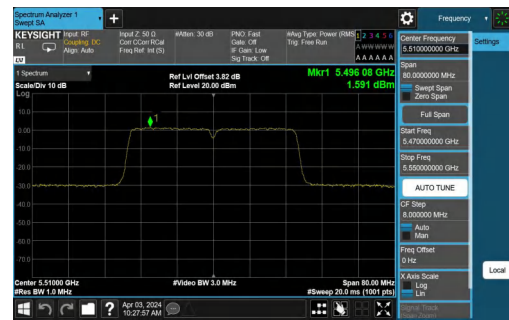 Spectrum Analyzer 1
Swept SA
Frequency
KEYSIGHT
Input: RF
Coupling: DC
Align: Auto
Input Z: 50 Ω
Corr CCorr RCal
Freq Ref: Int (S)
#Atten: 30 dB
PNO: Fast
Gate: Off
IF Gain: Low
Sig Track: Off
#Avg Type: Power (RMS
Trig: Free Run
1 2 3 4 5 6
A W W W W W
A A A A A A
RL
1 Spectrum
Scale/Div 10 dB
Log
Ref Lvl Offset 3.82 dB
Ref Level 20.00 dBm
Mkr1 5.496 08 GHz
1.591 dBm
1
10.0
0.00
-10.0
-20.0
-30.0
-40.0
-50.0
-60.0
-70.0
Center 5.51000 GHz
#Res BW 1.0 MHz
#Video BW 3.0 MHz
Span 80.00 MHz
#Sweep 20.0 ms (1001 pts)
Apr 03, 2024
10:27:57 AM
Center Frequency
5.510000000 GHz
Settings
Span
80.0000000 MHz
Swept Span
Zero Span
Full Span
Start Freq
5.470000000 GHz
Stop Freq
5.550000000 GHz
AUTO TUNE
CF Step
8.000000 MHz
Auto
Man
Freq Offset
0 Hz
X Axis Scale
Log
Lin
Local
Signal Track